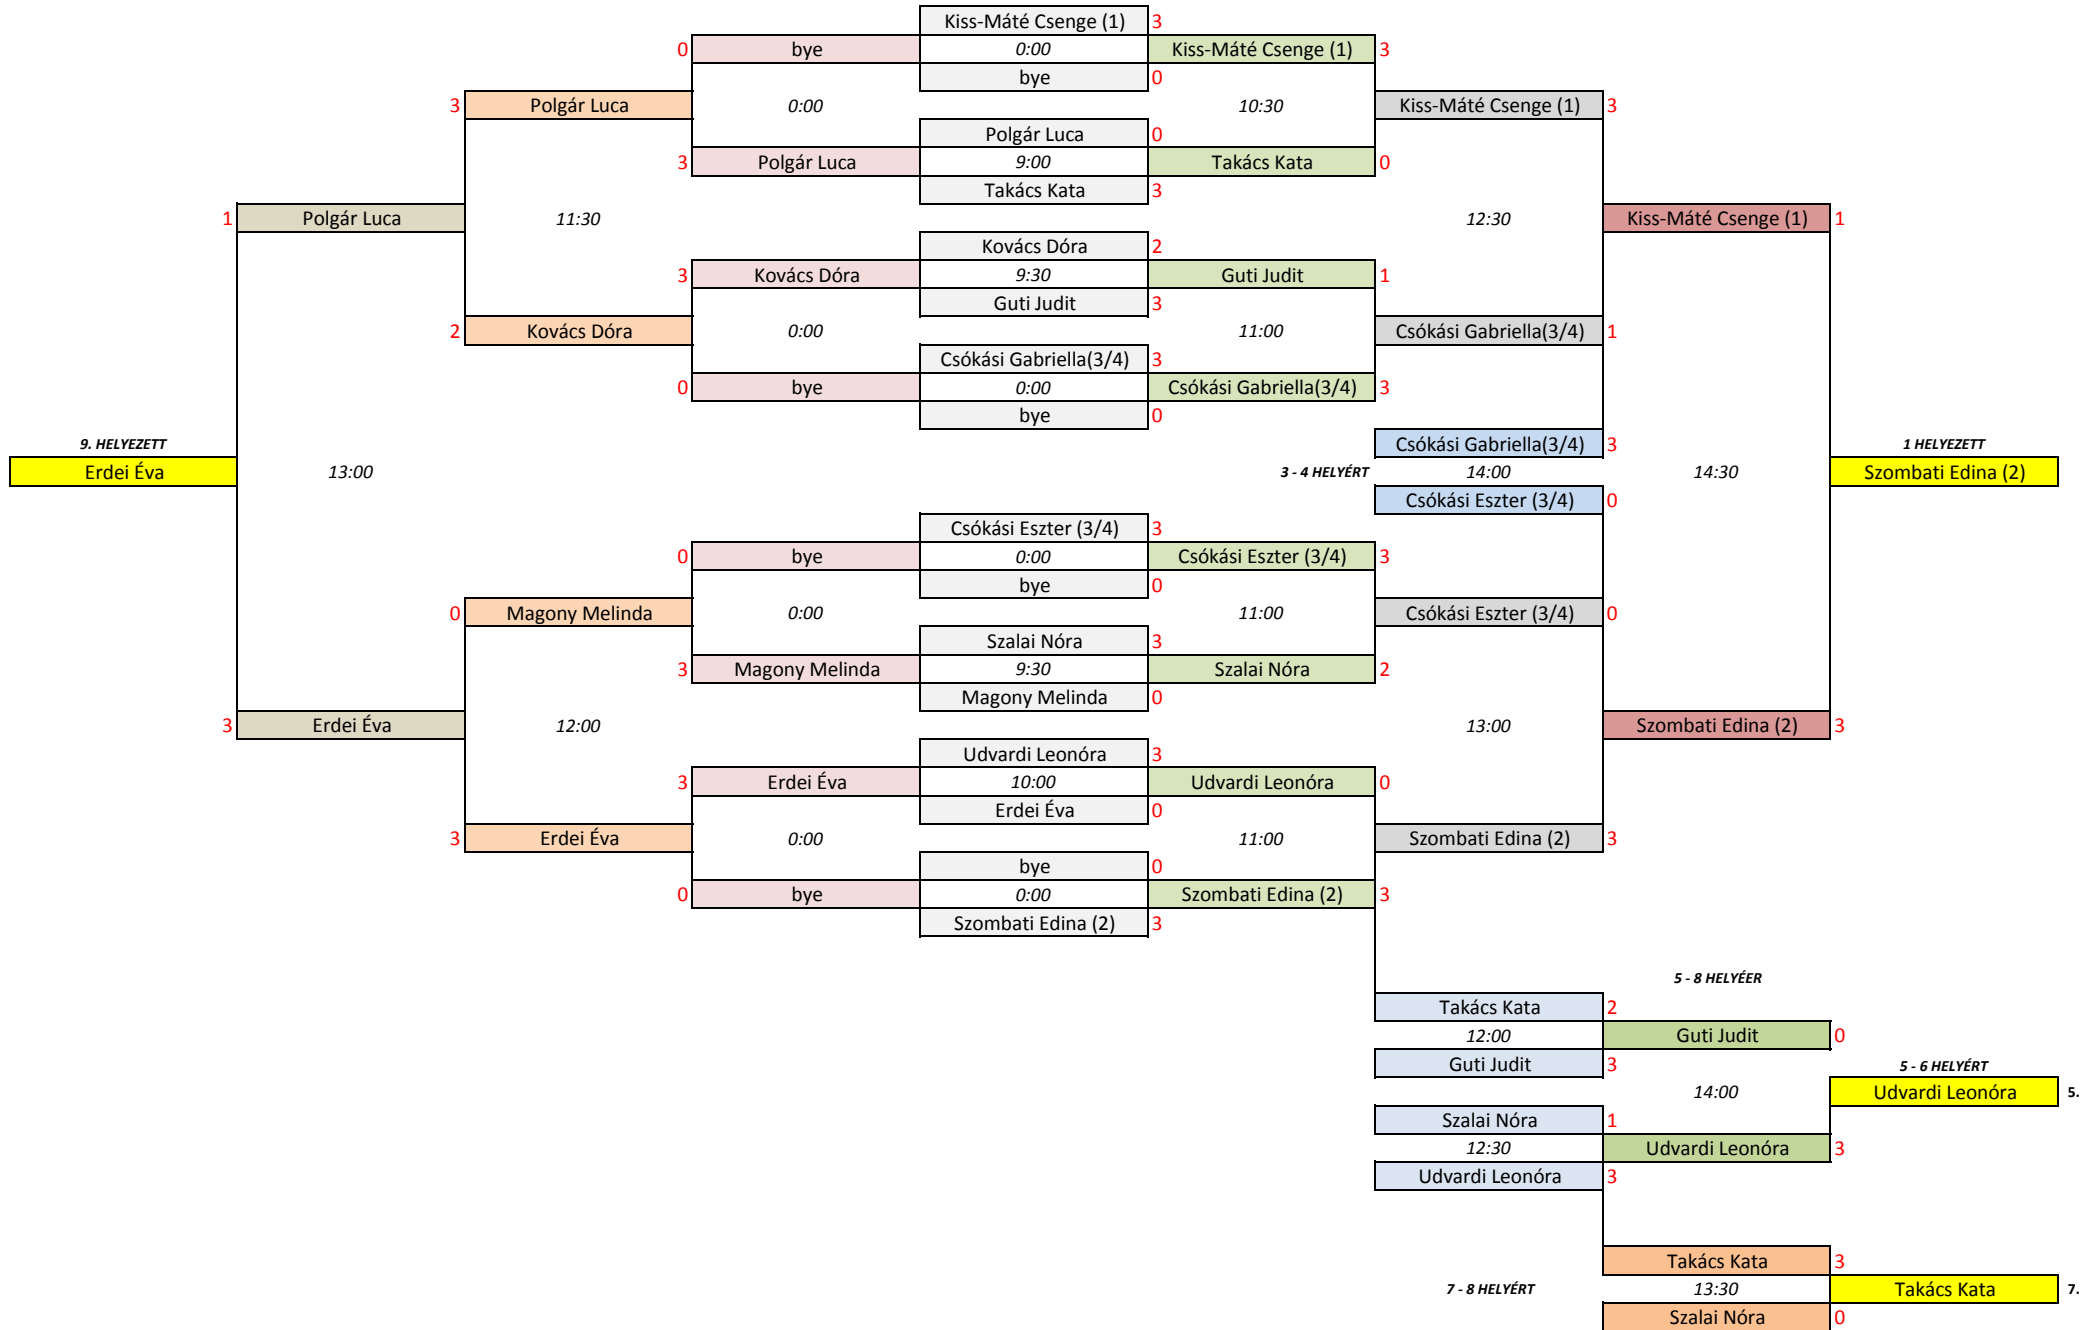 Kiss-Máté Csenge (1) 3
0 bye 0:00 Kiss-Máté Csenge (1) 3
bye 0
3 Polgár Luca 0:00 10:30 Kiss-Máté Csenge (1) 3
Polgár Luca 0
3 Polgár Luca 9:00 Takács Kata 0
Takács Kata 3
1 Polgár Luca 11:30 12:30 Kiss-Máté Csenge (1) 1
Kovács Dóra 2
3 Kovács Dóra 9:30 Guti Judit 1
Guti Judit 3
2 Kovács Dóra 0:00 11:00 Csókási Gabriella(3/4) 1
Csókási Gabriella(3/4) 3
0 bye 0:00 Csókási Gabriella(3/4) 3
bye 0
9. HELYEZETT Csókási Gabriella(3/4) 3 1 HELYEZETT
Erdei Éva 13:00 3 - 4 HELYÉRT 14:00 14:30 Szombati Edina (2)
Csókási Eszter (3/4) 0
Csókási Eszter (3/4) 3
0 bye 0:00 Csókási Eszter (3/4) 3
bye 0
0 Magony Melinda 0:00 11:00 Csókási Eszter (3/4) 0
Szalai Nóra 3
3 Magony Melinda 9:30 Szalai Nóra 2
Magony Melinda 0
3 Erdei Éva 12:00 13:00 Szombati Edina (2) 3
Udvardi Leonóra 3
3 Erdei Éva 10:00 Udvardi Leonóra 0
Erdei Éva 0
3 Erdei Éva 0:00 11:00 Szombati Edina (2) 3
bye 0
0 bye 0:00 Szombati Edina (2) 3
Szombati Edina (2) 3
5 - 8 HELYÉER
Takács Kata 2
12:00 Guti Judit 0
Guti Judit 3 5 - 6 HELYÉRT
14:00 Udvardi Leonóra 5.
Szalai Nóra 1
12:30 Udvardi Leonóra 3
Udvardi Leonóra 3
Takács Kata 3
7 - 8 HELYÉRT 13:30 Takács Kata 7.
Szalai Nóra 0